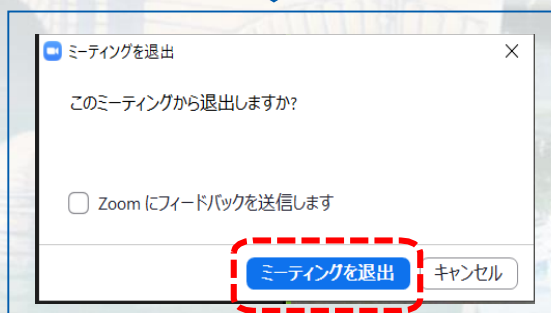 ミーティングを退出
このミーティングから退出しますか?
Zoom にフィードバックを送信します
ミーティングを退出
キャンセル